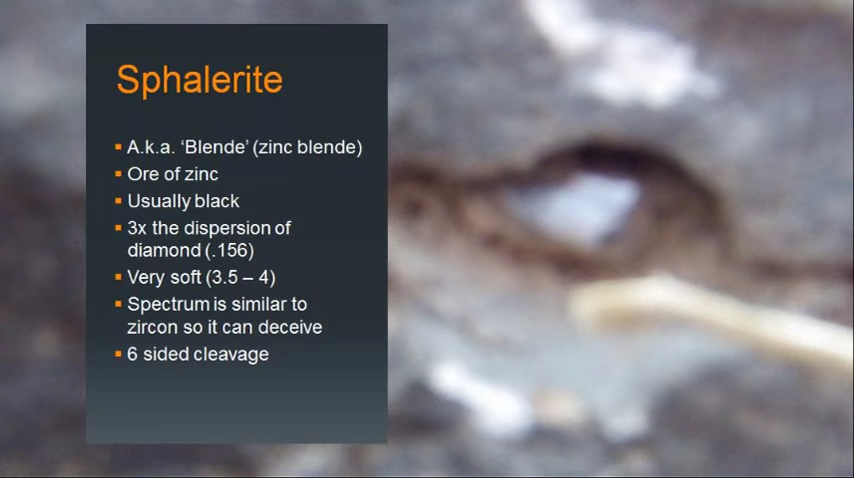 Sphalerite
▪ A.k.a. ‘Blende’ (zinc blende)
▪ Ore of zinc
▪ Usually black
▪ 3x the dispersion of
diamond (.156)
▪ Very soft (3.5 – 4)
▪ Spectrum is similar to
zircon so it can deceive
▪ 6 sided cleavage